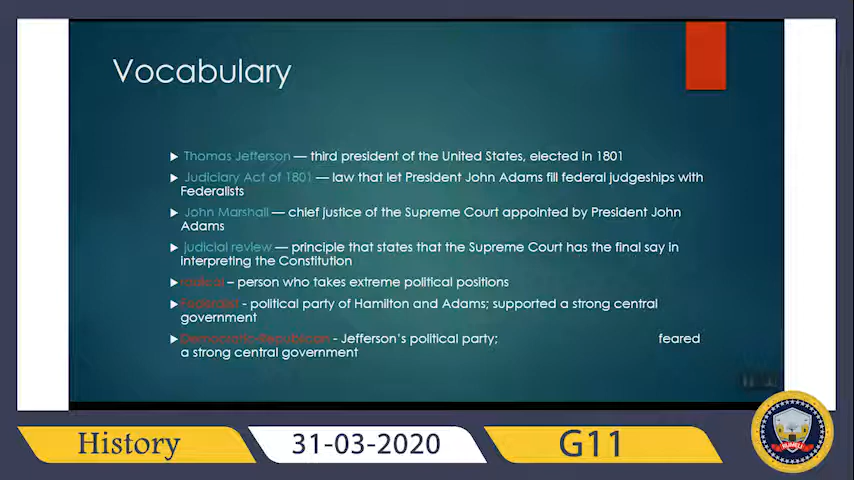 Vocabulary
Thomas Jefferson — third president of the United States, elected in 1801
Judiciary Act of 1801 — law that let President John Adams fill federal judgeships with
Federalists
John Marshall — chief justice of the Supreme Court appointed by President John
Adams
judicial review — principle that states that the Supreme Court has the final say in
interpreting the Constitution
radical – person who takes extreme political positions
Federalist - political party of Hamilton and Adams; supported a strong central
government
Democratic-Republican - Jefferson's political party; feared
a strong central government
History
31-03-2020
G11